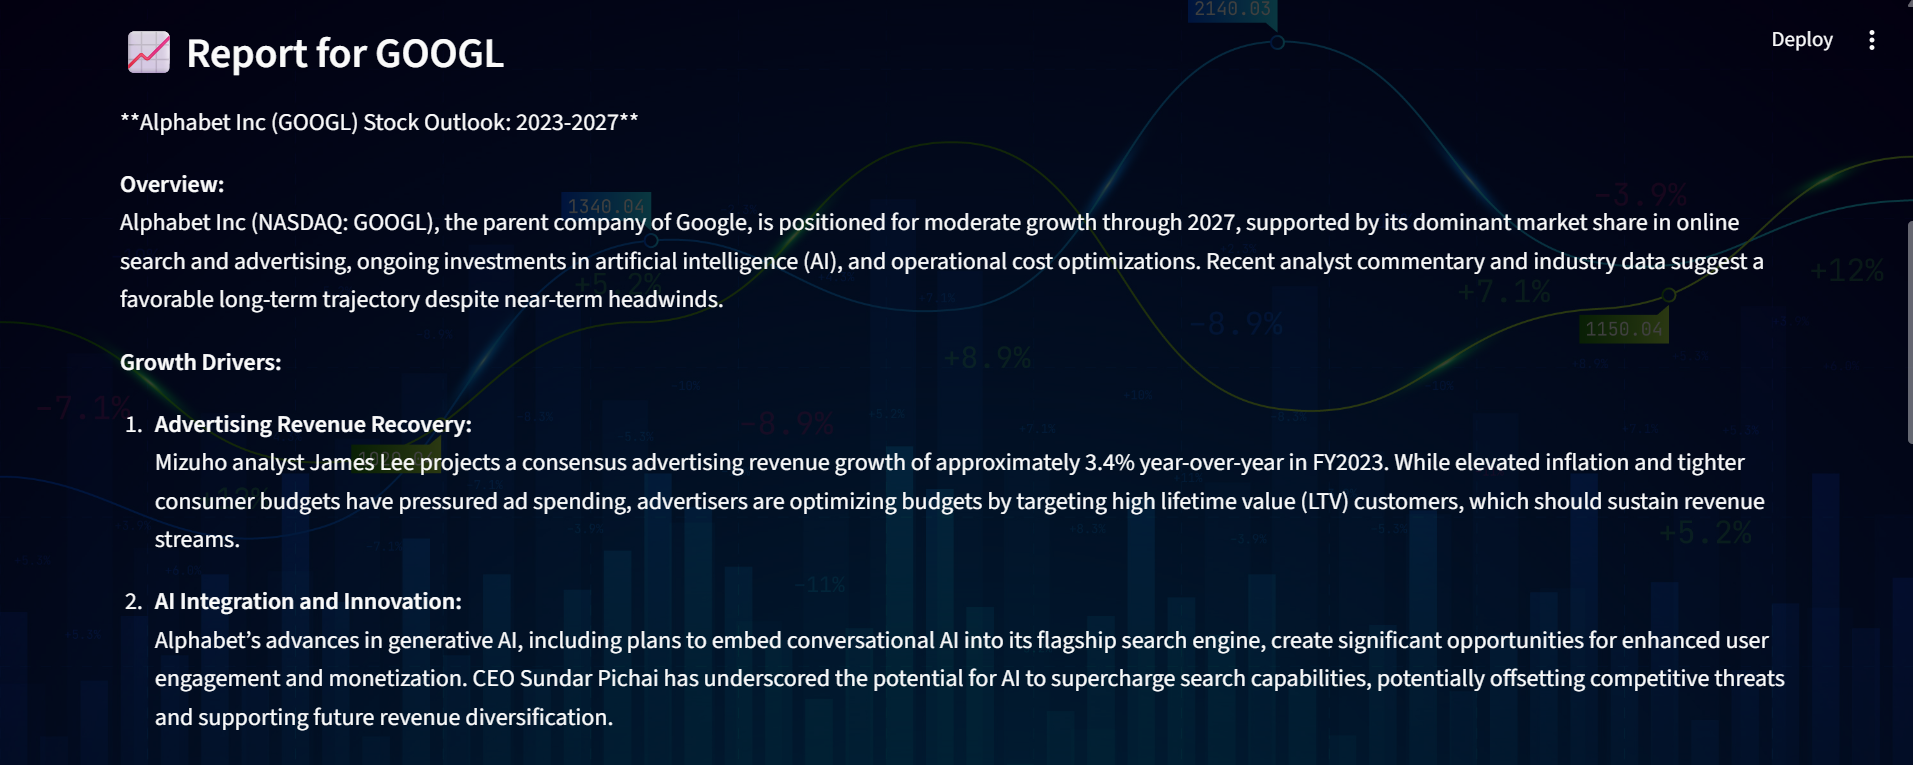 2140.03
Deploy
Report for GOOGL
**Alphabet Inc (GOOGL) Stock Outlook: 2023-2027**
Overview:
-3.9%
1340.04
Alphabet Inc (NASDAQ: GOOGL), the parent company of Google, is positioned for moderate growth through 2027, supported by its dominant market share in online
search and advertising, ongoing investments in artificial intelligence (AI), and operational cost optimizations. Recent analyst commentary and industry data suggest a
+12%
+5.2%
+7.1%
favorable long-term trajectory despite near-term headwinds.
-8.9%
1150.04
Growth Drivers:
+8.9%
-7.1%
-8.9%
1. Advertising Revenue Recovery:
Mizuho analyst James Lee projects a consensus advertising revenue growth of approximately 3.4% year-over-year in FY2023. While elevated inflation and tighter
consumer budgets have pressured ad spending, advertisers are optimizing budgets by targeting high lifetime value (LTV) customers, which should sustain revenue
streams.
+5.2%
-11%
2. AI Integration and Innovation:
Alphabet’s advances in generative AI, including plans to embed conversational AI into its flagship search engine, create significant opportunities for enhanced user
engagement and monetization. CEO Sundar Pichai has underscored the potential for AI to supercharge search capabilities, potentially offsetting competitive threats
and supporting future revenue diversification.